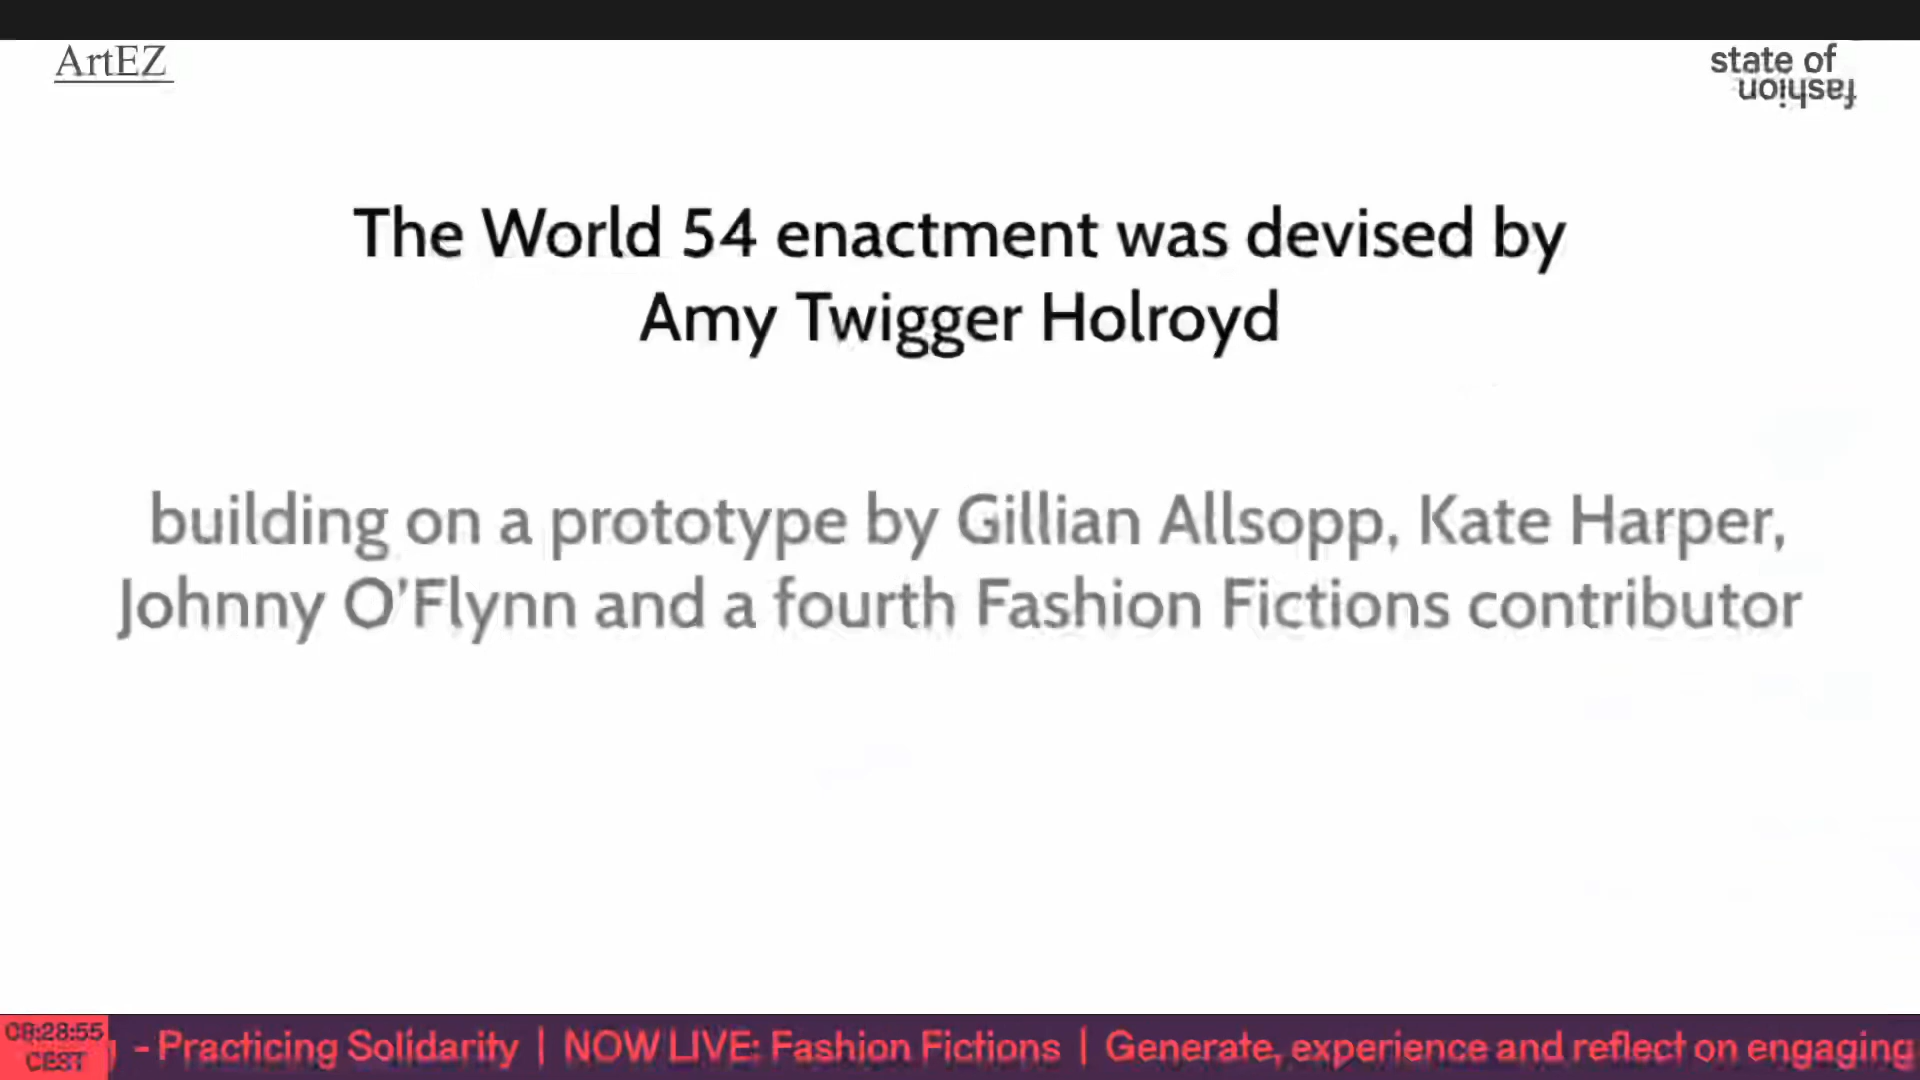 ArtEZ
state of
fashion
The World 54 enactment was devised by
Amy Twigger Holroyd
building on a prototype by Gillian Allsopp, Kate Harper,
Johnny O'Flynn and a fourth Fashion Fictions contributor
08:28:55
CEST
- Practicing Solidarity | NOW LIVE: Fashion Fictions | Generate, experience and reflect on engaging